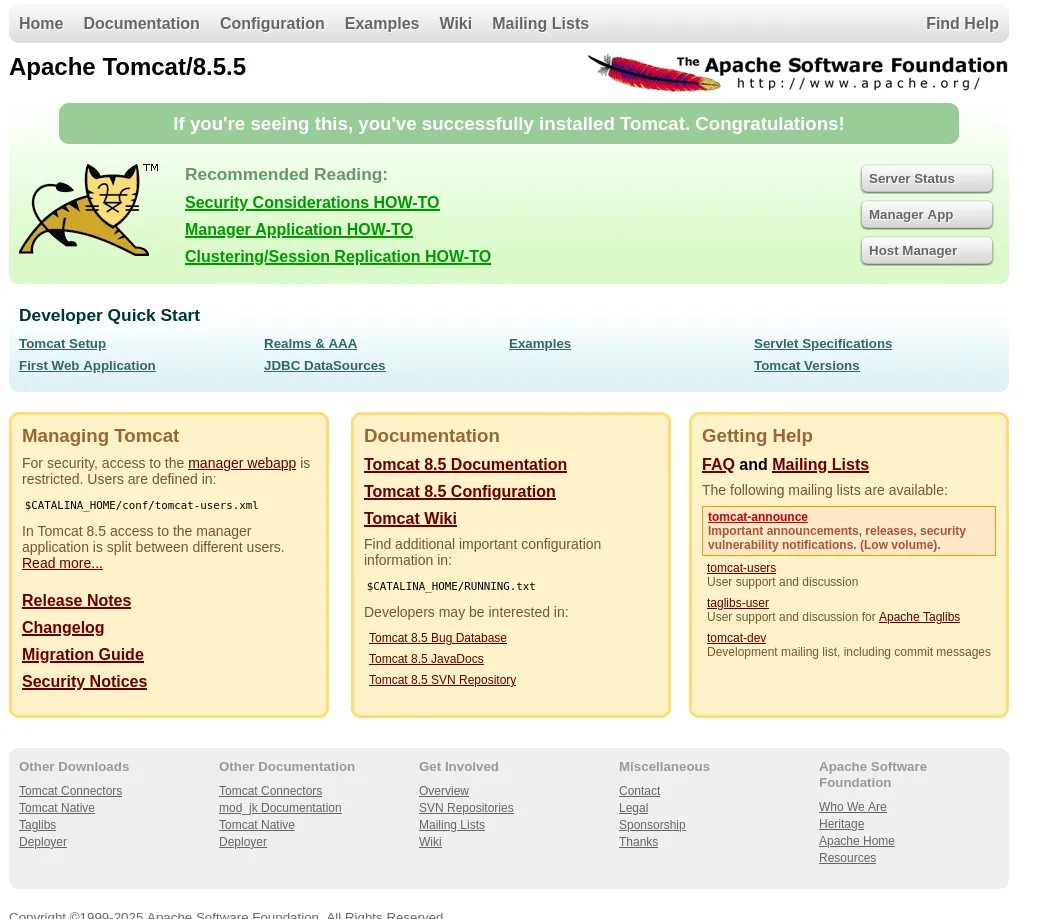 Home Documentation Configuration Examples Wiki Mailing Lists Find Help
Apache Tomcat/8.5.5
The Apache Software Foundation
http://www.apache.org/
If you're seeing this, you've successfully installed Tomcat. Congratulations!
TM
Recommended Reading:
Security Considerations HOW-TO
Manager Application HOW-TO
Clustering/Session Replication HOW-TO
Server Status
Manager App
Host Manager
Developer Quick Start
Tomcat Setup
First Web Application
Realms & AAA
JDBC DataSources
Examples
Servlet Specifications
Tomcat Versions
Managing Tomcat
For security, access to the manager webapp is
restricted. Users are defined in:
$CATALINA_HOME/conf/tomcat-users.xml
In Tomcat 8.5 access to the manager
application is split between different users.
Read more...
Release Notes
Changelog
Migration Guide
Security Notices
Documentation
Tomcat 8.5 Documentation
Tomcat 8.5 Configuration
Tomcat Wiki
Find additional important configuration
information in:
$CATALINA_HOME/RUNNING.txt
Developers may be interested in:
Tomcat 8.5 Bug Database
Tomcat 8.5 JavaDocs
Tomcat 8.5 SVN Repository
Getting Help
FAQ and Mailing Lists
The following mailing lists are available:
tomcat-announce
Important announcements, releases, security
vulnerability notifications. (Low volume).
tomcat-users
User support and discussion
taglibs-user
User support and discussion for Apache Taglibs
tomcat-dev
Development mailing list, including commit messages
Other Downloads
Tomcat Connectors
Tomcat Native
Taglibs
Deployer
Other Documentation
Tomcat Connectors
mod_jk Documentation
Tomcat Native
Deployer
Get Involved
Overview
SVN Repositories
Mailing Lists
Wiki
Miscellaneous
Contact
Legal
Sponsorship
Thanks
Apache Software
Foundation
Who We Are
Heritage
Apache Home
Resources
Copyright ©1999-2025 Apache Software Foundation. All Rights Reserved